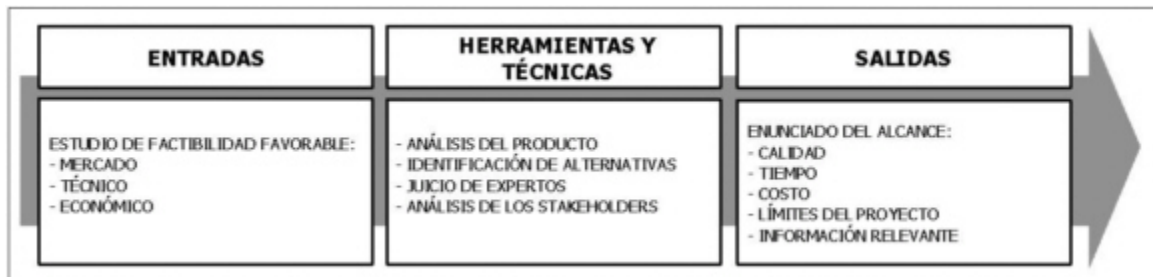 ENTRADAS
ESTUDIO DE FACTIBILIDAD FAVORABLE:
- MERCADO
- TÉCNICO
- ECONÓMICO
HERRAMIENTAS Y
TÉCNICAS
- ANÁLISIS DEL PRODUCTO
- IDENTIFICACIÓN DE ALTERNATIVAS
- JUICIO DE EXPERTOS
- ANÁLISIS DE LOS STAKEHOLDERS
SALIDAS
ENUNCIADO DEL ALCANCE:
- CALIDAD
- TIEMPO
- COSTO
- LÍMITES DEL PROYECTO
- INFORMACIÓN RELEVANTE